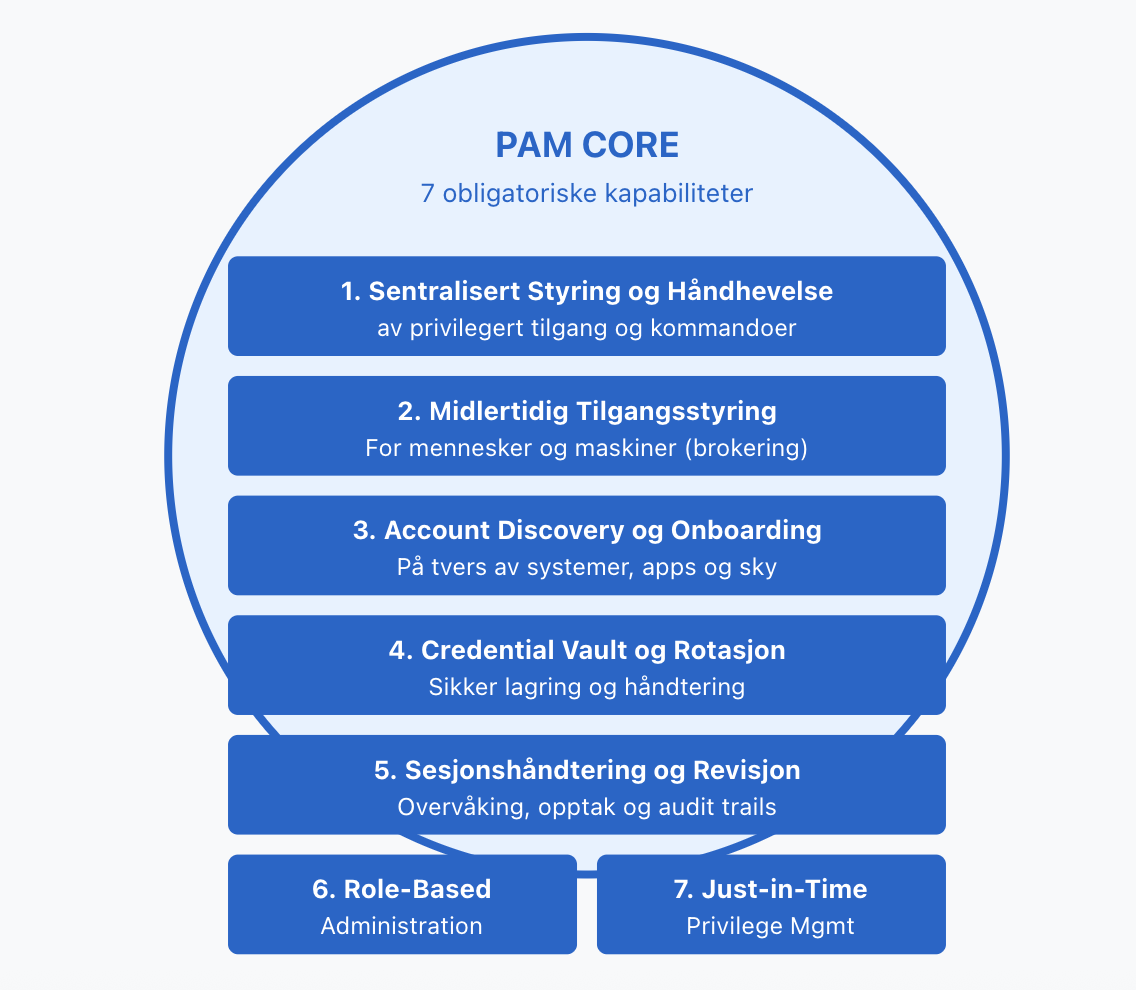 PAM CORE
7 obligatoriske kapabiliteter
1. Sentralisert Styring og Håndhevelse
av privilegert tilgang og kommandoer
2. Midlertidig Tilgangsstyring
For mennesker og maskiner (brokering)
3. Account Discovery og Onboarding
På tvers av systemer, apps og sky
4. Credential Vault og Rotasjon
Sikker lagring og håndtering
5. Sesjonshåndtering og Revisjon
Overvåking, opptak og audit trails
6. Role-Based
Administration
7. Just-in-Time
Privilege Mgmt